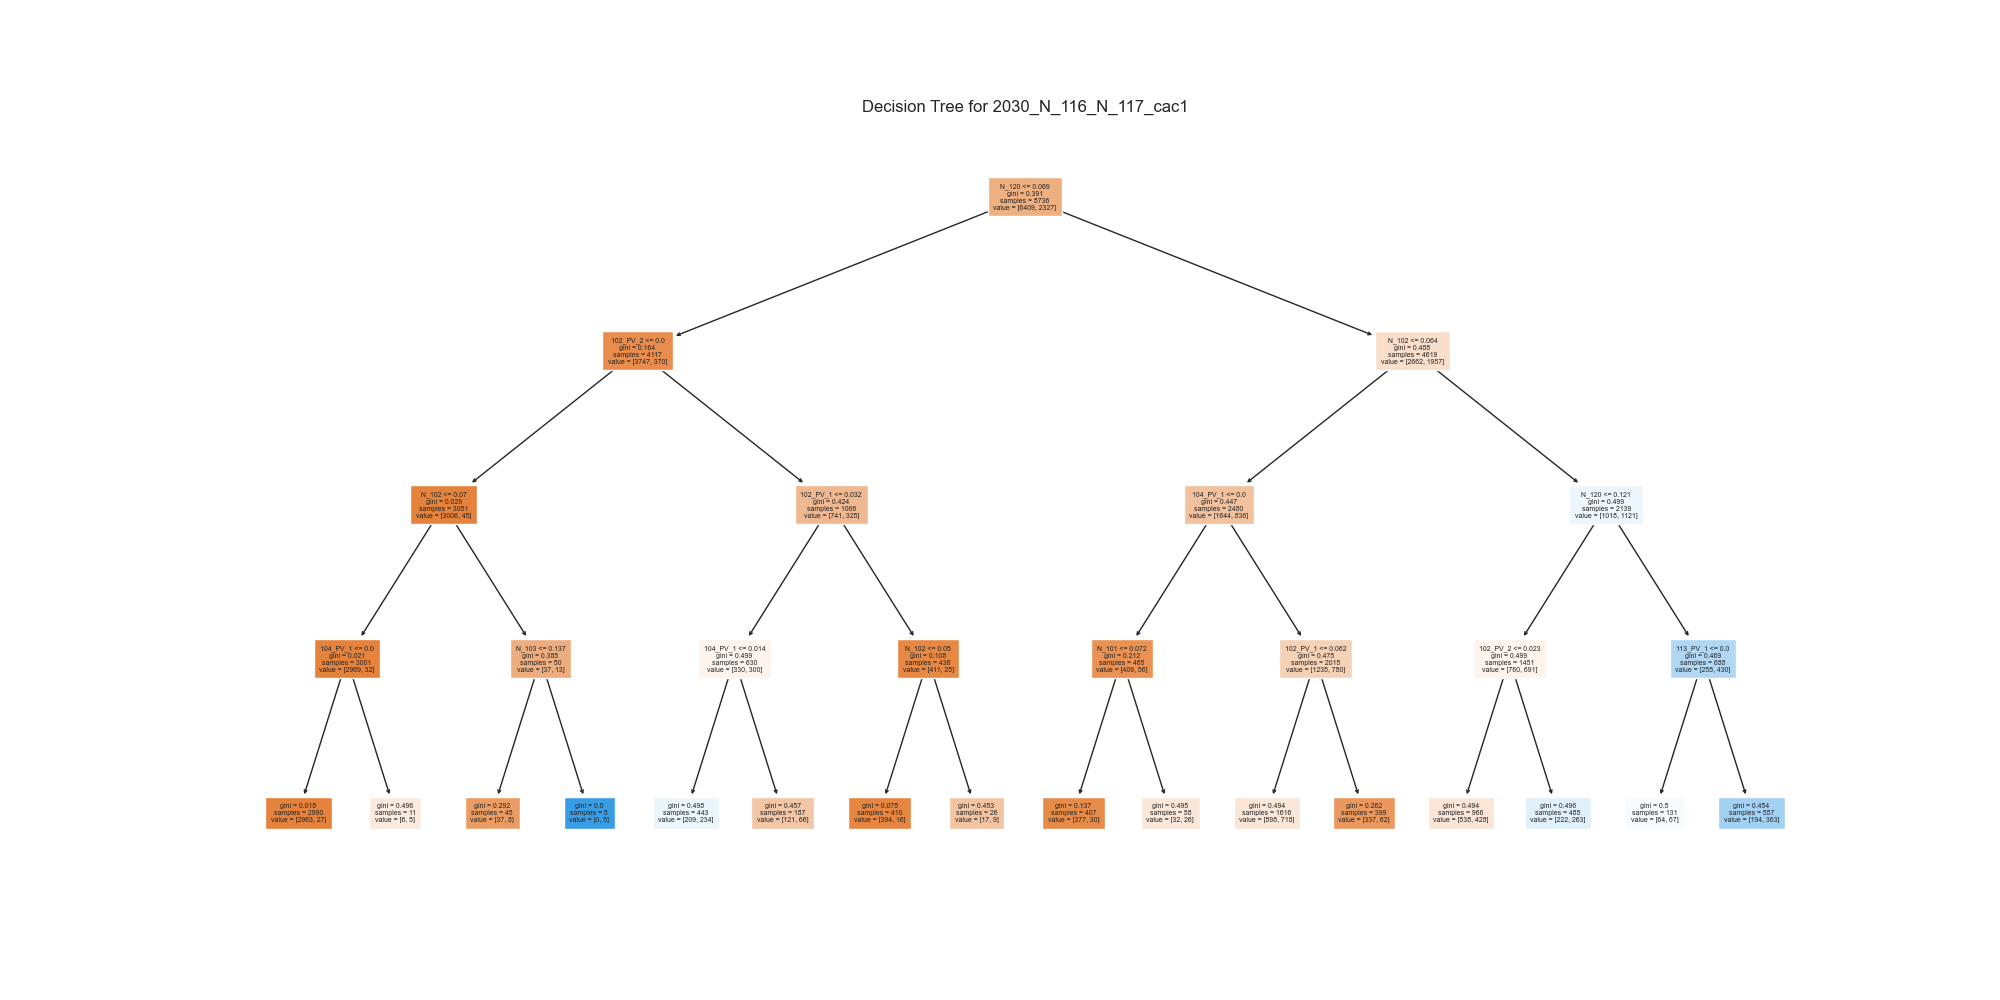 Decision Tree for 2030_N_116_N_117_cac1
N_120 <= 0.069
gini = 0.391
samples = 8736
value = [6409, 2327]
102_PV_2 <= 0.0
gini = 0.164
samples = 4117
value = [3747, 370]
N_102 <= 0.064
gini = 0.488
samples = 4619
value = [2662, 1957]
N_102 <= 0.07
gini = 0.029
samples = 3051
value = [3006, 45]
102_PV_1 <= 0.032
gini = 0.424
samples = 1066
value = [741, 325]
104_PV_1 <= 0.0
gini = 0.447
samples = 2480
value = [1644, 836]
N_120 <= 0.121
gini = 0.499
samples = 2139
value = [1018, 1121]
104_PV_1 <= 0.0
gini = 0.021
samples = 3001
value = [2969, 32]
N_103 <= 0.137
gini = 0.385
samples = 50
value = [37, 13]
104_PV_1 <= 0.014
gini = 0.499
samples = 630
value = [330, 300]
N_102 <= 0.05
gini = 0.108
samples = 436
value = [411, 25]
N_101 <= 0.072
gini = 0.212
samples = 465
value = [409, 56]
102_PV_1 <= 0.062
gini = 0.475
samples = 2015
value = [1235, 780]
102_PV_2 <= 0.023
gini = 0.499
samples = 1451
value = [760, 691]
113_PV_1 <= 0.0
gini = 0.469
samples = 688
value = [258, 430]
gini = 0.018
samples = 2990
value = [2963, 27]
gini = 0.496
samples = 11
value = [6, 5]
gini = 0.292
samples = 45
value = [37, 8]
gini = 0.0
samples = 5
value = [0, 5]
gini = 0.498
samples = 443
value = [209, 234]
gini = 0.457
samples = 187
value = [121, 66]
gini = 0.075
samples = 410
value = [394, 16]
gini = 0.453
samples = 26
value = [17, 9]
gini = 0.137
samples = 407
value = [377, 30]
gini = 0.495
samples = 58
value = [32, 26]
gini = 0.494
samples = 1616
value = [898, 718]
gini = 0.262
samples = 399
value = [337, 62]
gini = 0.494
samples = 966
value = [538, 428]
gini = 0.496
samples = 485
value = [222, 263]
gini = 0.5
samples = 131
value = [64, 67]
gini = 0.454
samples = 557
value = [194, 363]